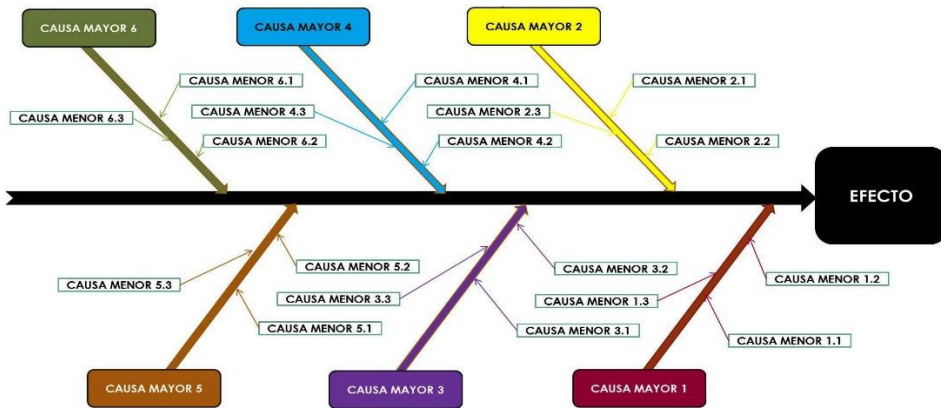 CAUSA MAYOR 6
CAUSA MAYOR 4
CAUSA MAYOR 2
CAUSA MENOR 6.1
CAUSA MENOR 4.1
CAUSA MENOR 2.1
CAUSA MENOR 6.3
CAUSA MENOR 4.3
CAUSA MENOR 2.3
CAUSA MENOR 6.2
CAUSA MENOR 4.2
CAUSA MENOR 2.2
EFECTO
CAUSA MENOR 5.2
CAUSA MENOR 3.2
CAUSA MENOR 1.2
CAUSA MENOR 5.3
CAUSA MENOR 3.3
CAUSA MENOR 1.3
CAUSA MENOR 5.1
CAUSA MENOR 3.1
CAUSA MENOR 1.1
CAUSA MAYOR 5
CAUSA MAYOR 3
CAUSA MAYOR 1